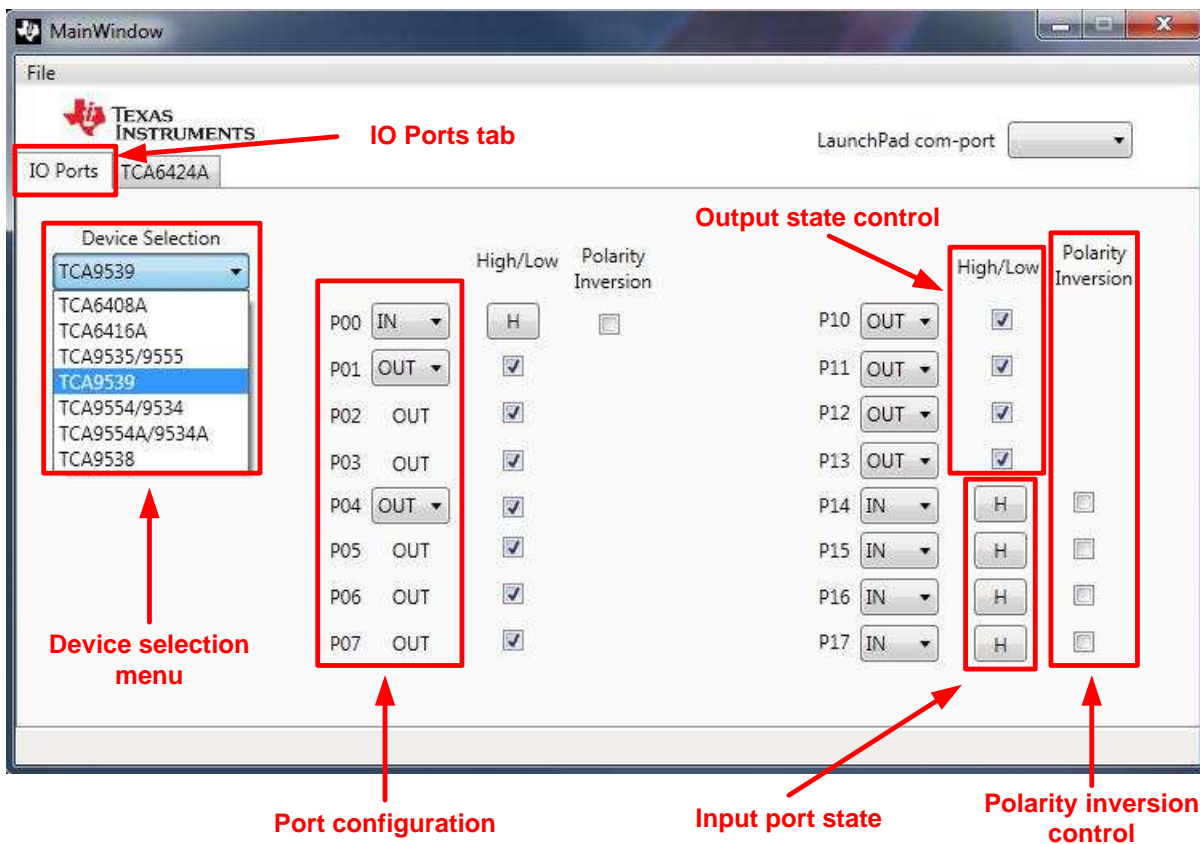 MainWindow
File
TEXAS
INSTRUMENTS
IO Ports tab
LaunchPad com-port
IO Ports TCA6424A
Output state control
Device Selection
TCA9539
TCA6408A
TCA6416A
TCA9535/9555
TCA9539
TCA9554/9534
TCA9554A/9534A
TCA9538
High/Low Polarity
Inversion
P00 IN H
P01 OUT
P02 OUT
P03 OUT
P04 OUT
P05 OUT
P06 OUT
P07 OUT
High/Low Polarity
Inversion
P10 OUT
P11 OUT
P12 OUT
P13 OUT
P14 IN H
P15 IN H
P16 IN H
P17 IN H
Device selection
menu
Port configuration
Input port state
Polarity inversion
control